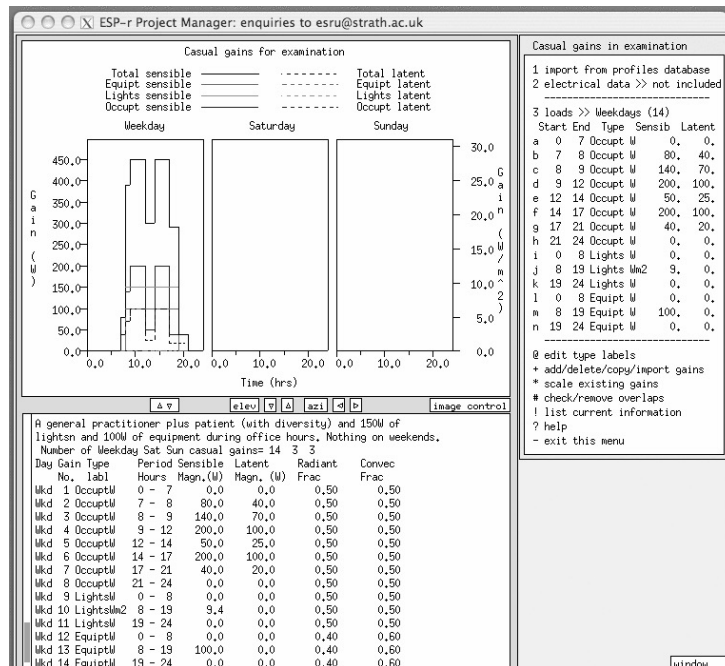 ESP-r Project Manager: enquiries to esru@strath.ac.uk
Casual gains for examination
Total sensible Total latent
Equipt sensible Equipt latent
Lights sensible Lights latent
Occupt sensible Occupt latent
Weekday Saturday Sunday
450.0
400.0
350.0
300.0
250.0
200.0
150.0
100.0
50.0
0.0
Gain (W)
30.0
25.0
20.0
15.0
10.0
5.0
0.0
Gain (W/m^2)
0.0 10.0 20.0 0.0 10.0 20.0 0.0 10.0 20.0
Time (hrs)
elev azi image control
A general practitioner plus patient (with diversity) and 150W of
lightsn and 100W of equipment during office hours. Nothing on weekends.
Number of Weekday Sat Sun casual gains= 14 3 3
Day Gain Type Period Sensible Latent Radiant Convec
No. labl Hours Magn.(W) Magn. (W) Frac Frac
Wkd 1 OccuptW 0 - 7 0.0 0.0 0.50 0.50
Wkd 2 OccuptW 7 - 8 80.0 40.0 0.50 0.50
Wkd 3 OccuptW 8 - 9 140.0 70.0 0.50 0.50
Wkd 4 OccuptW 9 - 12 200.0 100.0 0.50 0.50
Wkd 5 OccuptW 12 - 14 50.0 25.0 0.50 0.50
Wkd 6 OccuptW 14 - 17 200.0 100.0 0.50 0.50
Wkd 7 OccuptW 17 - 21 40.0 20.0 0.50 0.50
Wkd 8 OccuptW 21 - 24 0.0 0.0 0.50 0.50
Wkd 9 LightsW 0 - 8 0.0 0.0 0.50 0.50
Wkd 10 LightsWm2 8 - 19 9.4 0.0 0.50 0.50
Wkd 11 LightsW 19 - 24 0.0 0.0 0.50 0.50
Wkd 12 EquiptW 0 - 8 0.0 0.0 0.40 0.60
Wkd 13 EquiptW 8 - 19 100.0 0.0 0.40 0.60
Wkd 14 EquiptW 19 - 24 0.0 0.0 0.40 0.60
Casual gains in examination
1 import from profiles database
2 electrical data >> not included
3 loads >> Weekdays (14)
Start End Type Sensib Latent
a 0 7 Occupt W 0. 0.
b 7 8 Occupt W 80. 40.
c 8 9 Occupt W 140. 70.
d 9 12 Occupt W 200. 100.
e 12 14 Occupt W 50. 25.
f 14 17 Occupt W 200. 100.
g 17 21 Occupt W 40. 20.
h 21 24 Occupt W 0. 0.
i 0 8 Lights W 0. 0.
j 8 19 Lights Wm2 9. 0.
k 19 24 Lights W 0. 0.
l 0 8 Equipt W 0. 0.
m 8 19 Equipt W 100. 0.
n 19 24 Equipt W 0. 0.
@ edit type labels
+ add/delete/copy/import gains
* scale existing gains
# check/remove overlaps
! list current information
? help
- exit this menu
window